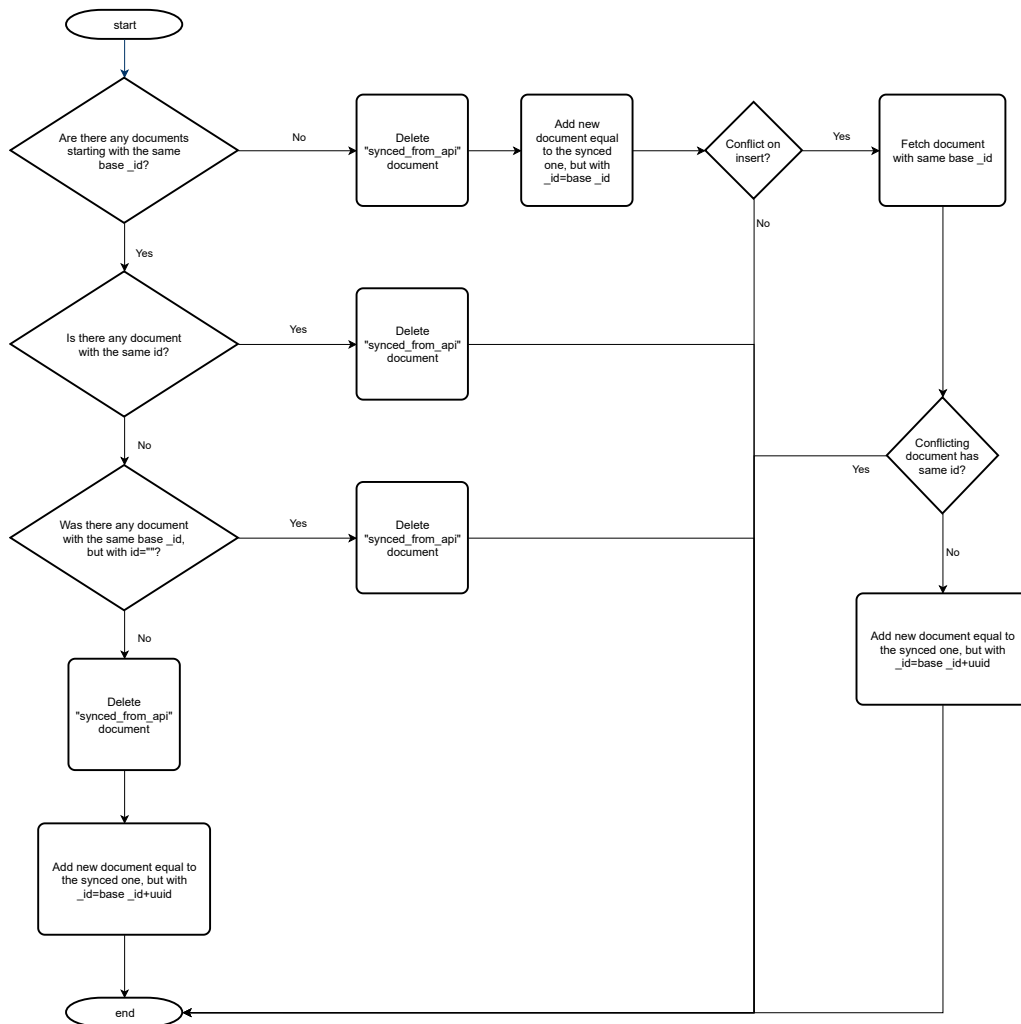 start
Are there any documents
starting with the same
base _id?
No
Delete
"synced_from_api"
document
Add new
document equal
to the synced
one, but with
_id=base _id
Conflict on
insert?
Yes
Fetch document
with same base _id
No
Yes
Is there any document
with the same id?
Yes
Delete
"synced_from_api"
document
No
Conflicting
document has
same id?
Yes
No
Was there any document
with the same base _id,
but with id=""?
Yes
Delete
"synced_from_api"
document
No
Add new document equal to
the synced one, but with
_id=base _id+uuid
Delete
"synced_from_api"
document
Add new document equal to
the synced one, but with
_id=base _id+uuid
end